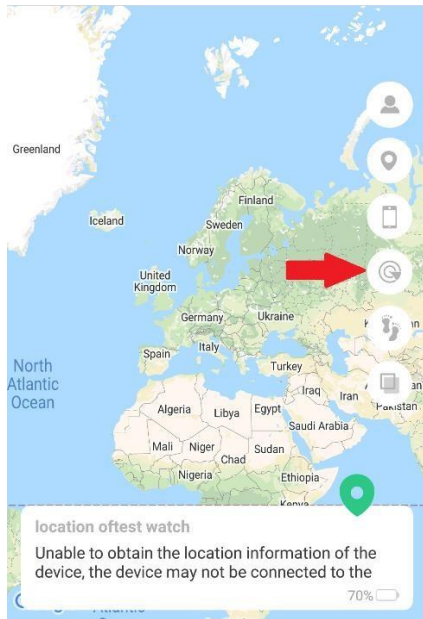 Greenland
Iceland
Finland
Sweden
Norway
United
Kingdom
Germany
Ukraine
Spain
Italy
Turkey
North
Atlantic
Ocean
Iraq
Iran
Pakistan
Algeria
Libya
Egypt
Saudi Arabia
Mali
Niger
Chad
Sudan
Nigeria
Ethiopia
Kenya
location oftest watch
Unable to obtain the location information of the
device, the device may not be connected to the
70%